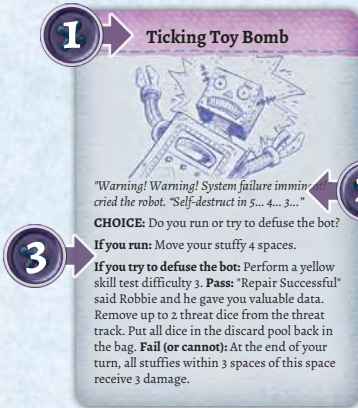 1
Ticking Toy Bomb
"Warning! Warning! System failure imminent!
cried the robot. "Self-destruct in 5... 4... 3..."
CHOICE: Do you run or try to defuse the bot?
3
If you run: Move your stuffy 4 spaces.
If you try to defuse the bot: Perform a yellow
skill test difficulty 3. Pass: "Repair Successful"
said Robbie and he gave you valuable data.
Remove up to 2 threat dice from the threat
track. Put all dice in the discard pool back in
the bag. Fail (or cannot): At the end of your
turn, all stuffies within 3 spaces of this space
receive 3 damage.